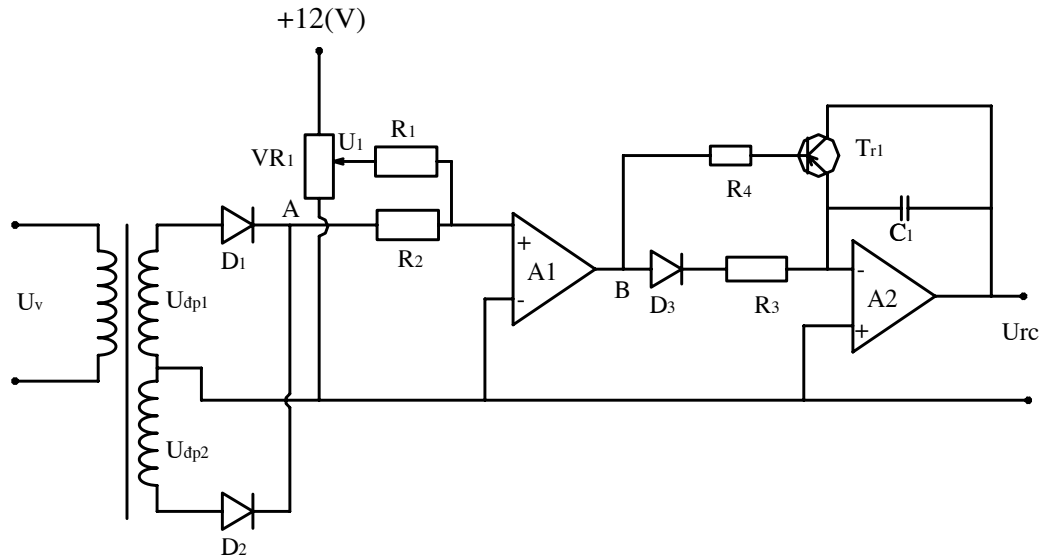 +12(V)
U1
R1
VR1
Tr1
R4
A
D1
R2
+
A1
-
B
D3
R3
C1
-
A2
+
Uv
Uđp1
Urc
Uđp2
D2